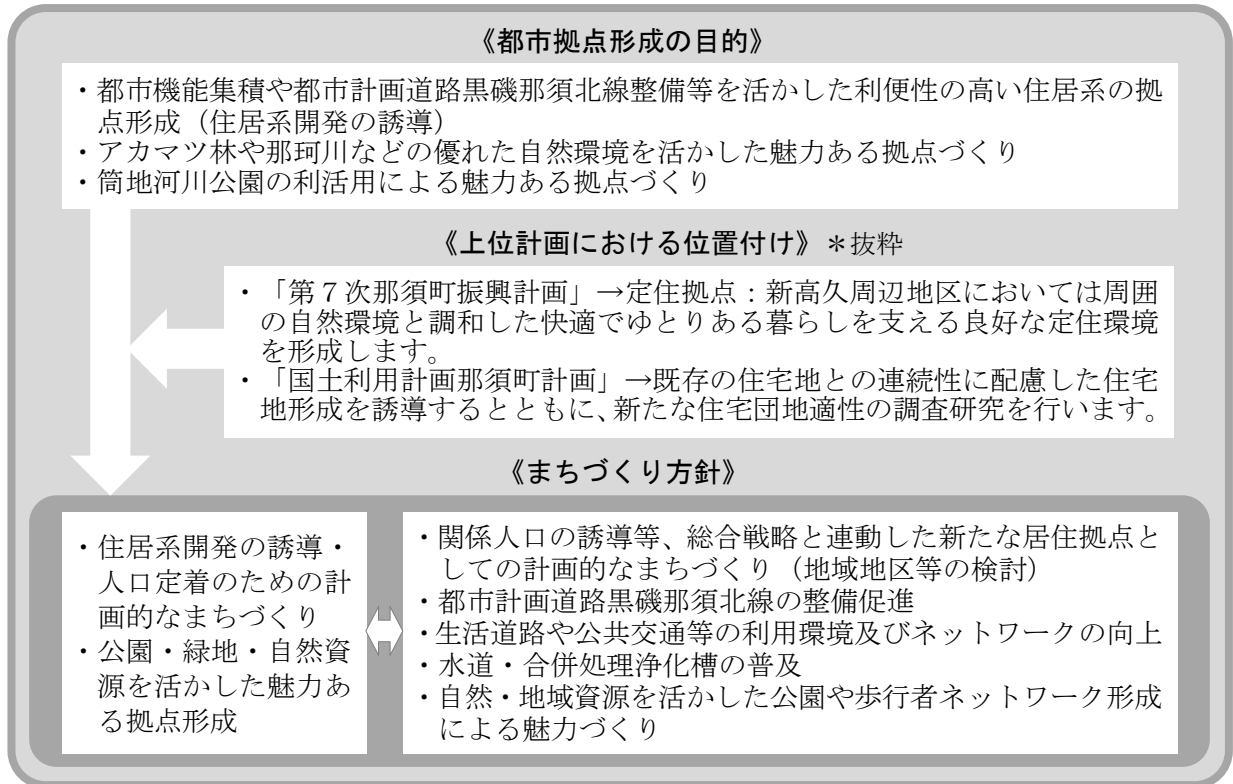 《都市拠点形成の目的》
・都市機能集積や都市計画道路黒磯那須北線整備等を活かした利便性の高い住居系の拠
点形成（住居系開発の誘導）
・アカマツ林や那珂川などの優れた自然環境を活かした魅力ある拠点づくり
・筒地河川公園の利活用による魅力ある拠点づくり
《上位計画における位置付け》＊抜粋
・「第７次那須町振興計画」→定住拠点：新高久周辺地区においては周囲
の自然環境と調和した快適でゆとりある暮らしを支える良好な定住環境
を形成します。
・「国土利用計画那須町計画」→既存の住宅地との連続性に配慮した住宅
地形成を誘導するとともに、新たな住宅団地適性の調査研究を行います。
《まちづくり方針》
・住居系開発の誘導・
人口定着のための計
画的なまちづくり
・公園・緑地・自然資
源を活かした魅力あ
る拠点形成
・関係人口の誘導等、総合戦略と連動した新たな居住拠点と
しての計画的なまちづくり（地域地区等の検討）
・都市計画道路黒磯那須北線の整備促進
・生活道路や公共交通等の利用環境及びネットワークの向上
・水道・合併処理浄化槽の普及
・自然・地域資源を活かした公園や歩行者ネットワーク形成
による魅力づくり